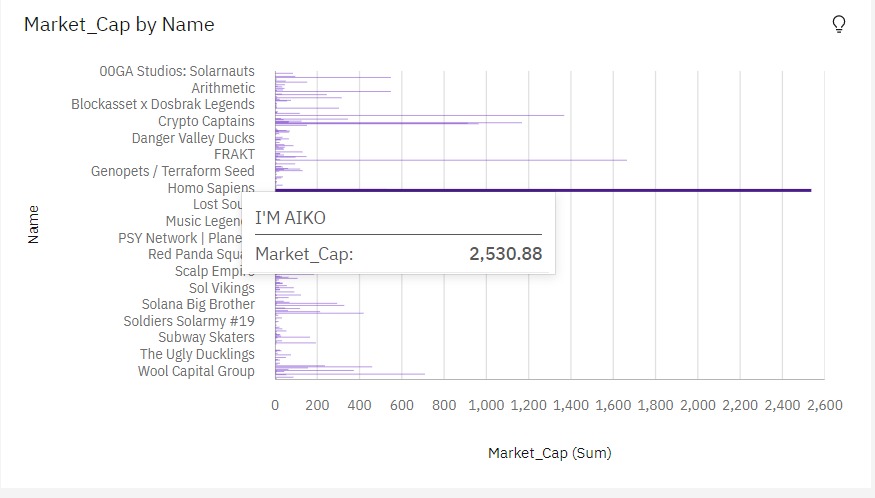 Market_Cap by Name
00GA Studios: Solarnauts
Arithmetic
Blockasset x Dosbrak Legends
Crypto Captains
Danger Valley Ducks
FRAKT
Genopets / Terraform Seed
Homo Sapiens
Lost Sou
Music Legen
PSY Network | Plane
Red Panda Squa
Scalp Empire
Sol Vikings
Solana Big Brother
Soldiers Solarmy #19
Subway Skaters
The Ugly Ducklings
Wool Capital Group
Name
I'M AIKO
Market_Cap: 2,530.88
0 200 400 600 800 1,000 1,200 1,400 1,600 1,800 2,000 2,200 2,400 2,600
Market_Cap (Sum)